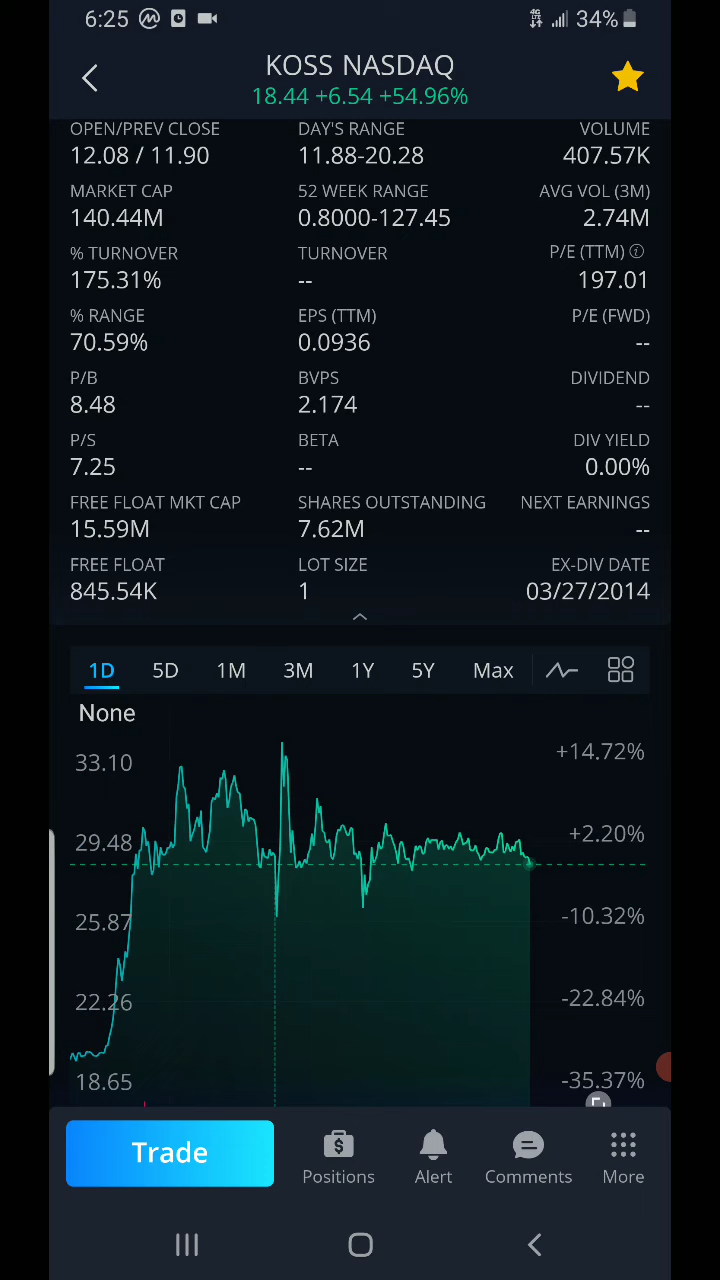 6:25 34%
KOSS NASDAQ
18.44 +6.54 +54.96%
OPEN/PREV CLOSE DAY'S RANGE VOLUME
12.08 / 11.90 11.88-20.28 407.57K
MARKET CAP 52 WEEK RANGE AVG VOL (3M)
140.44M 0.8000-127.45 2.74M
% TURNOVER TURNOVER P/E (TTM)
175.31% -- 197.01
% RANGE EPS (TTM) P/E (FWD)
70.59% 0.0936 --
P/B BVPS DIVIDEND
8.48 2.174 --
P/S BETA DIV YIELD
7.25 -- 0.00%
FREE FLOAT MKT CAP SHARES OUTSTANDING NEXT EARNINGS
15.59M 7.62M --
FREE FLOAT LOT SIZE EX-DIV DATE
845.54K 1 03/27/2014
1D 5D 1M 3M 1Y 5Y Max
None
33.10 +14.72%
29.48 +2.20%
25.87 -10.32%
22.26 -22.84%
18.65 -35.37%
Trade Positions Alert Comments More